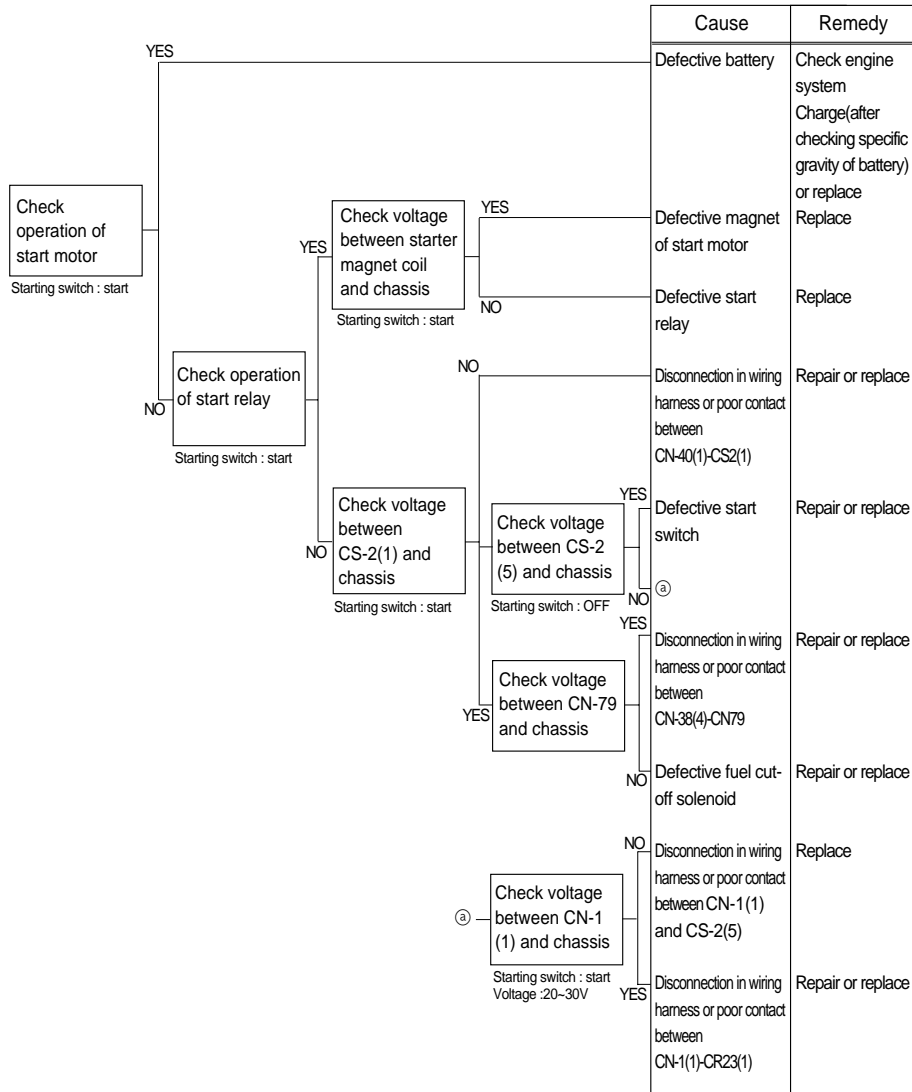 Cause
Remedy
YES
Defective battery
Check engine
system
Charge(after
checking specific
gravity of battery)
or replace
Check
operation of
start motor
Starting switch : start
YES
Check voltage
between starter
magnet coil
and chassis
Starting switch : start
YES
Defective magnet
of start motor
Replace
NO
Defective start
relay
Replace
NO
Check operation
of start relay
Starting switch : start
NO
Disconnection in wiring
harness or poor contact
between
CN-40(1)-CS2(1)
Repair or replace
NO
Check voltage
between
CS-2(1) and
chassis
Starting switch : start
Check voltage
between CS-2
(5) and chassis
Starting switch : OFF
YES
Defective start
switch
Repair or replace
NO
ⓐ
YES
Check voltage
between CN-79
and chassis
YES
Disconnection in wiring
harness or poor contact
between
CN-38(4)-CN79
Repair or replace
NO
Defective fuel cut-
off solenoid
Repair or replace
ⓐ
Check voltage
between CN-1
(1) and chassis
Starting switch : start
Voltage :20~30V
NO
Disconnection in wiring
harness or poor contact
between CN-1(1)
and CS-2(5)
Replace
YES
Disconnection in wiring
harness or poor contact
between
CN-1(1)-CR23(1)
Repair or replace